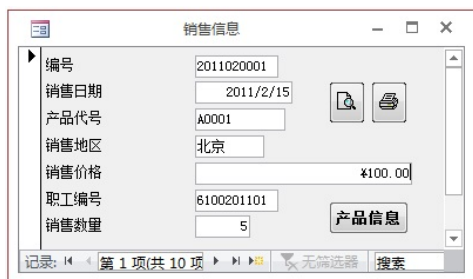 销售信息
编号 2011020001
销售日期 2011/2/15
产品代号 A0001
销售地区 北京
销售价格 ¥100.00
职工编号 6100201101
销售数量 5
产品信息
记录: 第 1 项(共 10 项 无筛选器 搜索